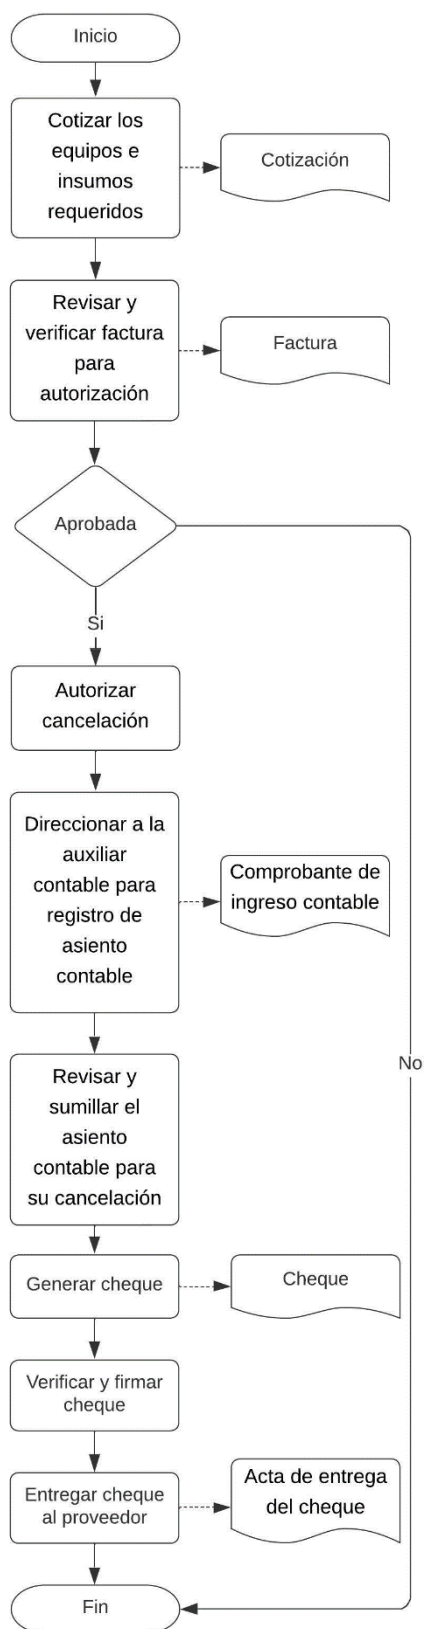 Inicio
Cotizar los
equipos e
insumos
requeridos
Cotización
Revisar y
verificar factura
para
autorización
Factura
Aprobada
Si
Autorizar
cancelación
Direccionar a la
auxiliar
contable para
registro de
asiento
contable
Comprobante de
ingreso contable
No
Revisar y
sumillar el
asiento
contable para
su cancelación
Generar cheque
Cheque
Verificar y firmar
cheque
Entregar cheque
al proveedor
Acta de entrega
del cheque
Fin